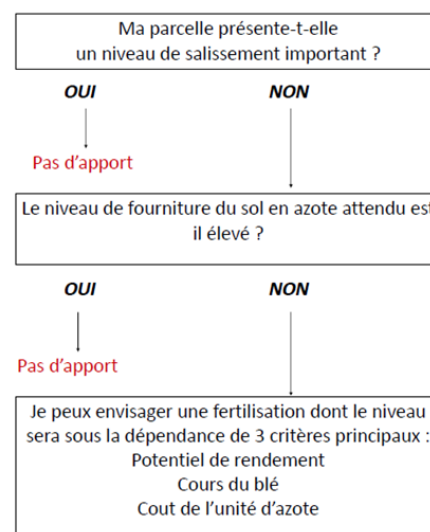 Ma parcelle présente-t-elle
un niveau de salissement important ?
OUI NON
Pas d'apport
Le niveau de fourniture du sol en azote attendu est
il élevé ?
OUI NON
Pas d'apport
Je peux envisager une fertilisation dont le niveau
sera sous la dépendance de 3 critères principaux :
Potentiel de rendement
Cours du blé
Cout de l'unité d'azote